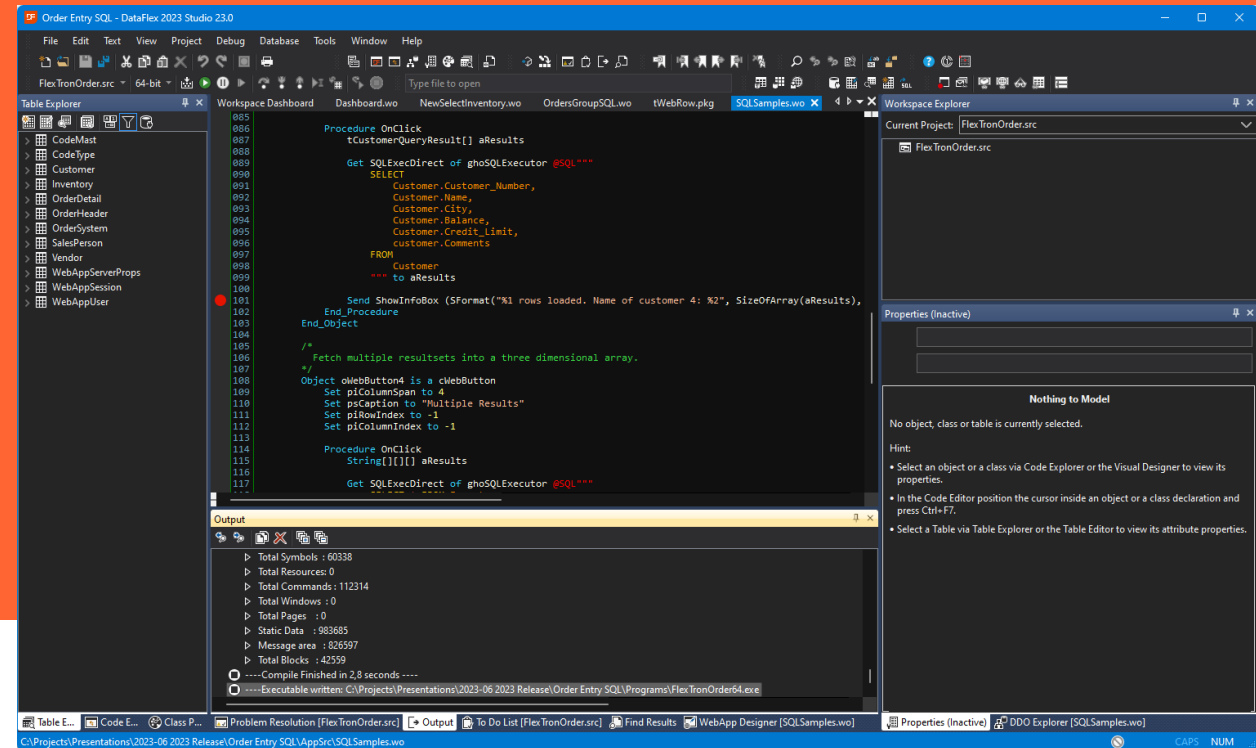 Order Entry SQL - DataFlex 2023 Studio 23.0
File Edit Text View Project Debug Database Tools Window Help
FlexTronOrder.src 64-bit Type file to open
Table Explorer
CodeMast
CodeType
Customer
Inventory
OrderDetail
OrderHeader
OrderSystem
SalesPerson
Vendor
WebAppServerProps
WebAppSession
WebAppUser
Workspace Dashboard Dashboard.wo NewSelectInventory.wo OrdersGroupSQL.wo tWebRow.pkg SQLSamples.wo
085
086 Procedure OnClick
087 tCustomerQueryResult[] aResults
088
089 Get SQLExecDirect of ghoSQLExecutor @SQL"""
090 SELECT
091 Customer.Customer_Number,
092 Customer.Name,
093 Customer.City,
094 Customer.Balance,
095 Customer.Credit_Limit,
096 customer.Comments
097 FROM
098 Customer
099 """ to aResults
100
101 Send ShowInfoBox (SFormat("%1 rows loaded. Name of customer 4: %2", SizeOfArray(aResults),
102 End_Procedure
103 End_Object
104
105 /*
106 Fetch multiple resultsets into a three dimensional array.
107 */
108 Object oWebButton4 is a cWebButton
109 Set piColumnSpan to 4
110 Set psCaption to "Multiple Results"
111 Set piRowIndex to -1
112 Set piColumnIndex to -1
113
114 Procedure OnClick
115 String[][][] aResults
116
117 Get SQLExecDirect of ghoSQLExecutor @SQL"""
Output
Total Symbols : 60338
Total Resources: 0
Total Commands : 112314
Total Windows : 0
Total Pages : 0
Static Data : 983685
Message area : 826597
Total Blocks : 42559
----Compile Finished in 2,8 seconds ----
----Executable written: C:\Projects\Presentations\2023-06 2023 Release\Order Entry SQL\Programs\FlexTronOrder64.exe
Workspace Explorer
Current Project: FlexTronOrder.src
FlexTronOrder.src
Properties (Inactive)
Nothing to Model
No object, class or table is currently selected.
Hint:
• Select an object or a class via Code Explorer or the Visual Designer to view its
properties.
• In the Code Editor position the cursor inside an object or a class declaration and
press Ctrl+F7.
• Select a Table via Table Explorer or the Table Editor to view its attribute properties.
Table E... Code E... Class P... Problem Resolution [FlexTronOrder.src] Output To Do List [FlexTronOrder.src] Find Results WebApp Designer [SQLSamples.wo] Properties (Inactive) DDO Explorer [SQLSamples.wo]
C:\Projects\Presentations\2023-06 2023 Release\Order Entry SQL\AppSrc\SQLSamples.wo CAPS NUM